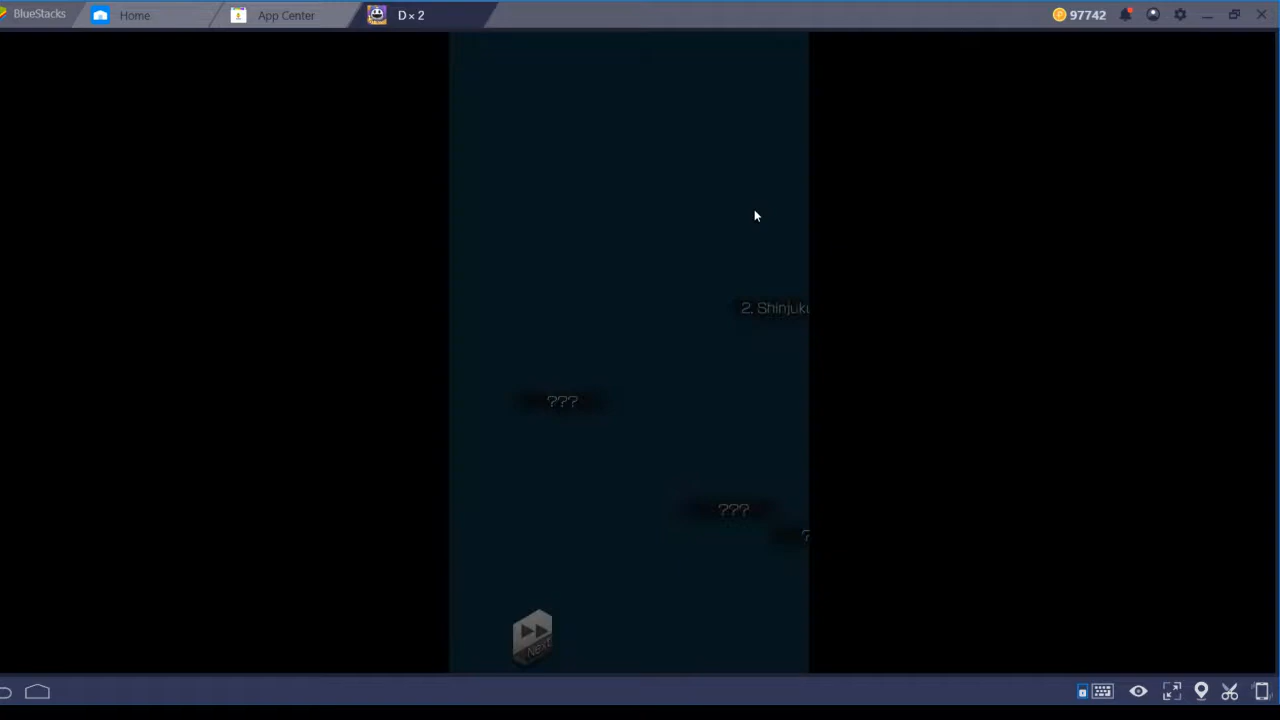 BlueStacks
Home
App Center
D×2
97742
2. Shinjuku
???
???
?
Next